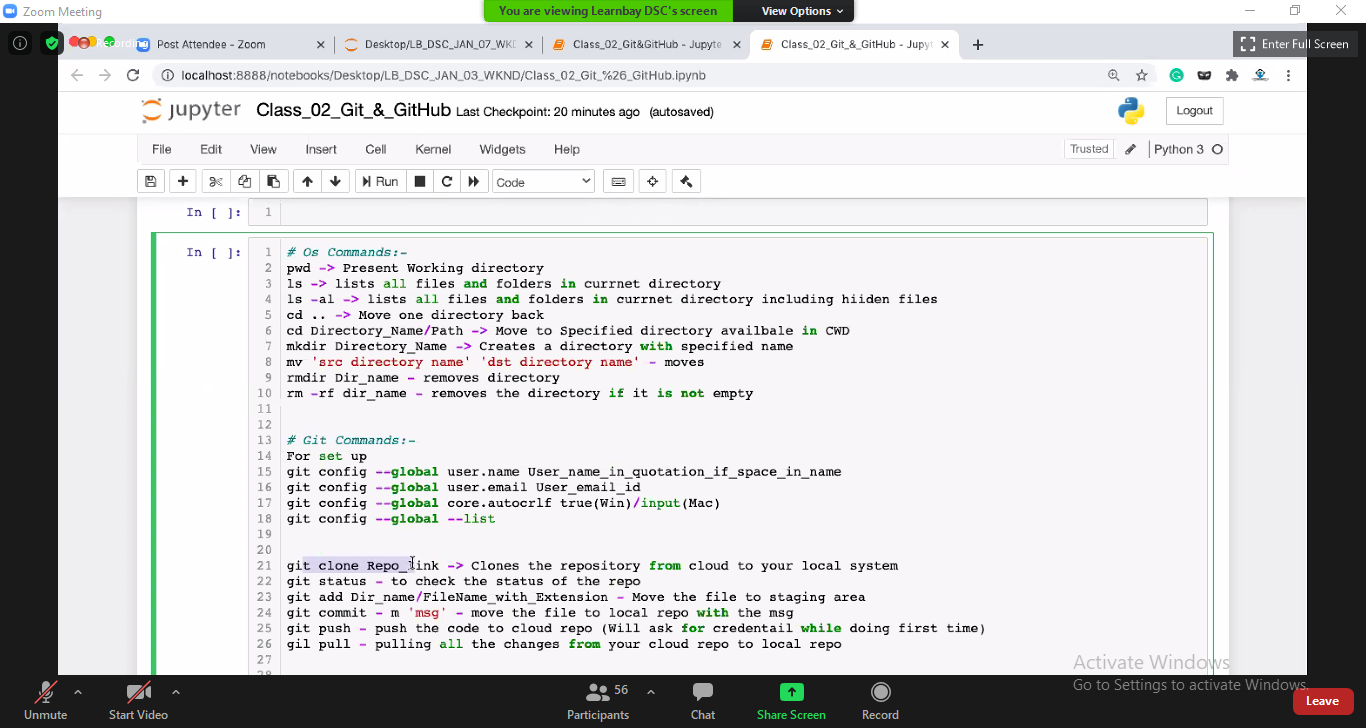 Zoom Meeting
You are viewing Learnbay DSC's screen View Options
Recording
Post Attendee - Zoom
Desktop/LB_DSC_JAN_07_WK
Class_02_Git&GitHub - Jupyte
Class_02_Git_&_GitHub - Jupy
Enter Full Screen
localhost:8888/notebooks/Desktop/LB_DSC_JAN_03_WKND/Class_02_Git_%26_GitHub.ipynb
jupyter Class_02_Git_&_GitHub Last Checkpoint: 20 minutes ago (autosaved)
Logout
File Edit View Insert Cell Kernel Widgets Help
Trusted Python 3
Run Code
In [ ]: 1
In [ ]: 1 # Os Commands:-
2 pwd -> Present Working directory
3 ls -> lists all files and folders in currnet directory
4 ls -al -> lists all files and folders in currnet directory including hiiden files
5 cd .. -> Move one directory back
6 cd Directory_Name/Path -> Move to Specified directory availbale in CWD
7 mkdir Directory_Name -> Creates a directory with specified name
8 mv 'src directory name' 'dst directory name' - moves
9 rmdir Dir_name - removes directory
10 rm -rf dir_name - removes the directory if it is not empty
11
12
13 # Git Commands:-
14 For set up
15 git config --global user.name User_name_in_quotation_if_space_in_name
16 git config --global user.email User_email_id
17 git config --global core.autocrlf true(Win)/input(Mac)
18 git config --global --list
19
20
21 git clone Repo_link -> Clones the repository from cloud to your local system
22 git status - to check the status of the repo
23 git add Dir_name/FileName_with_Extension - Move the file to staging area
24 git commit - m 'msg' - move the file to local repo with the msg
25 git push - push the code to cloud repo (Will ask for credentail while doing first time)
26 gil pull - pulling all the changes from your cloud repo to local repo
27
Activate Windows
Go to Settings to activate Windows.
Unmute
Start Video
56
Participants
Chat
Share Screen
Record
Leave